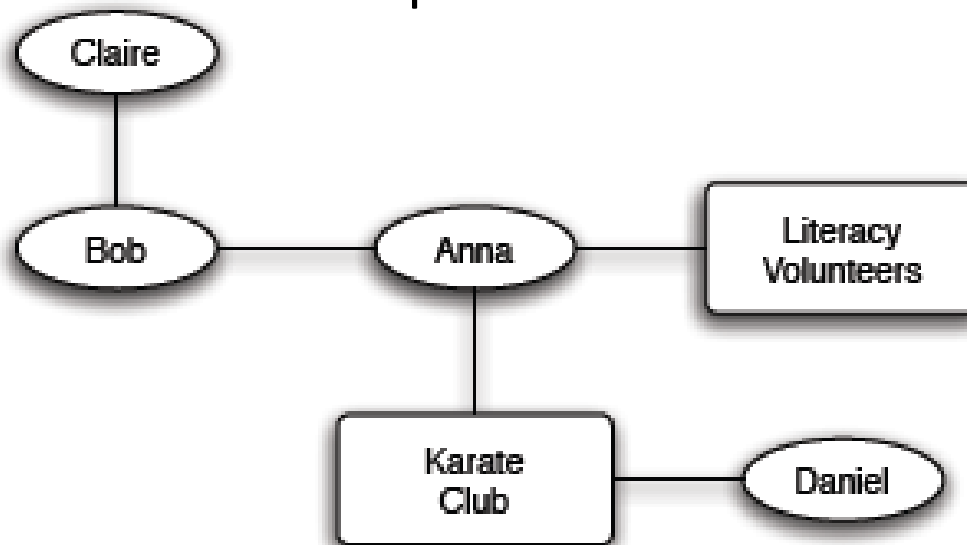 Claire
Bob
Anna
Literacy
Volunteers
Karate
Club
Daniel